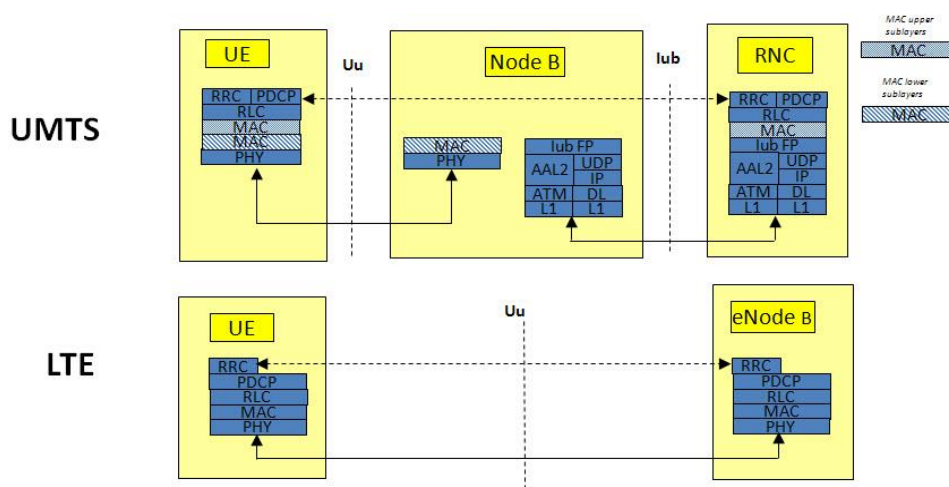 UMTS
UE
RRC PDCP
RLC
MAC
MAC
PHY
Uu
Node B
MAC
PHY
Iub FP
AAL2 UDP
IP
ATM DL
L1 L1
Iub
RNC
RRC PDCP
RLC
MAC
Iub FP
AAL2 UDP
IP
ATM DL
L1 L1
MAC upper
sublayers
MAC
MAC lower
sublayers
MAC
LTE
UE
RRC
PDCP
RLC
MAC
PHY
Uu
eNode B
RRC
PDCP
RLC
MAC
PHY